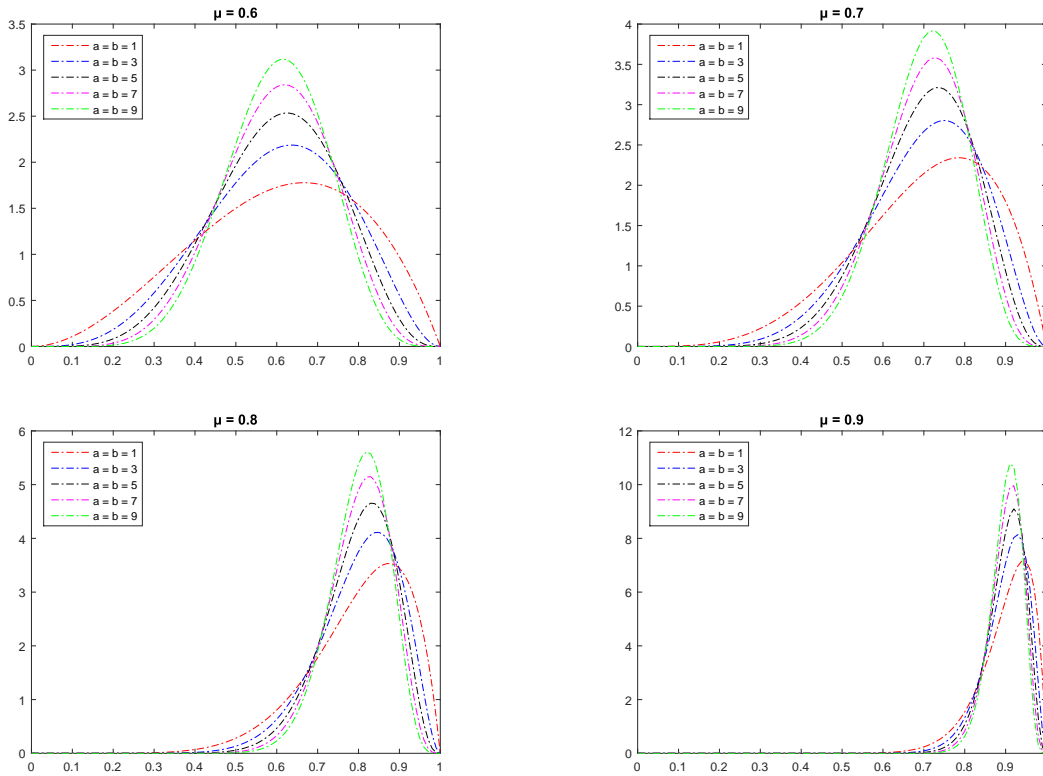 μ = 0.6
3.5
3
2.5
2
1.5
1
0.5
0
a = b = 1
a = b = 3
a = b = 5
a = b = 7
a = b = 9
0 0.1 0.2 0.3 0.4 0.5 0.6 0.7 0.8 0.9 1
μ = 0.7
4
3.5
3
2.5
2
1.5
1
0.5
0
a = b = 1
a = b = 3
a = b = 5
a = b = 7
a = b = 9
0 0.1 0.2 0.3 0.4 0.5 0.6 0.7 0.8 0.9
μ = 0.8
6
5
4
3
2
1
0
a = b = 1
a = b = 3
a = b = 5
a = b = 7
a = b = 9
0 0.1 0.2 0.3 0.4 0.5 0.6 0.7 0.8 0.9 1
μ = 0.9
12
10
8
6
4
2
0
a = b = 1
a = b = 3
a = b = 5
a = b = 7
a = b = 9
0 0.1 0.2 0.3 0.4 0.5 0.6 0.7 0.8 0.9